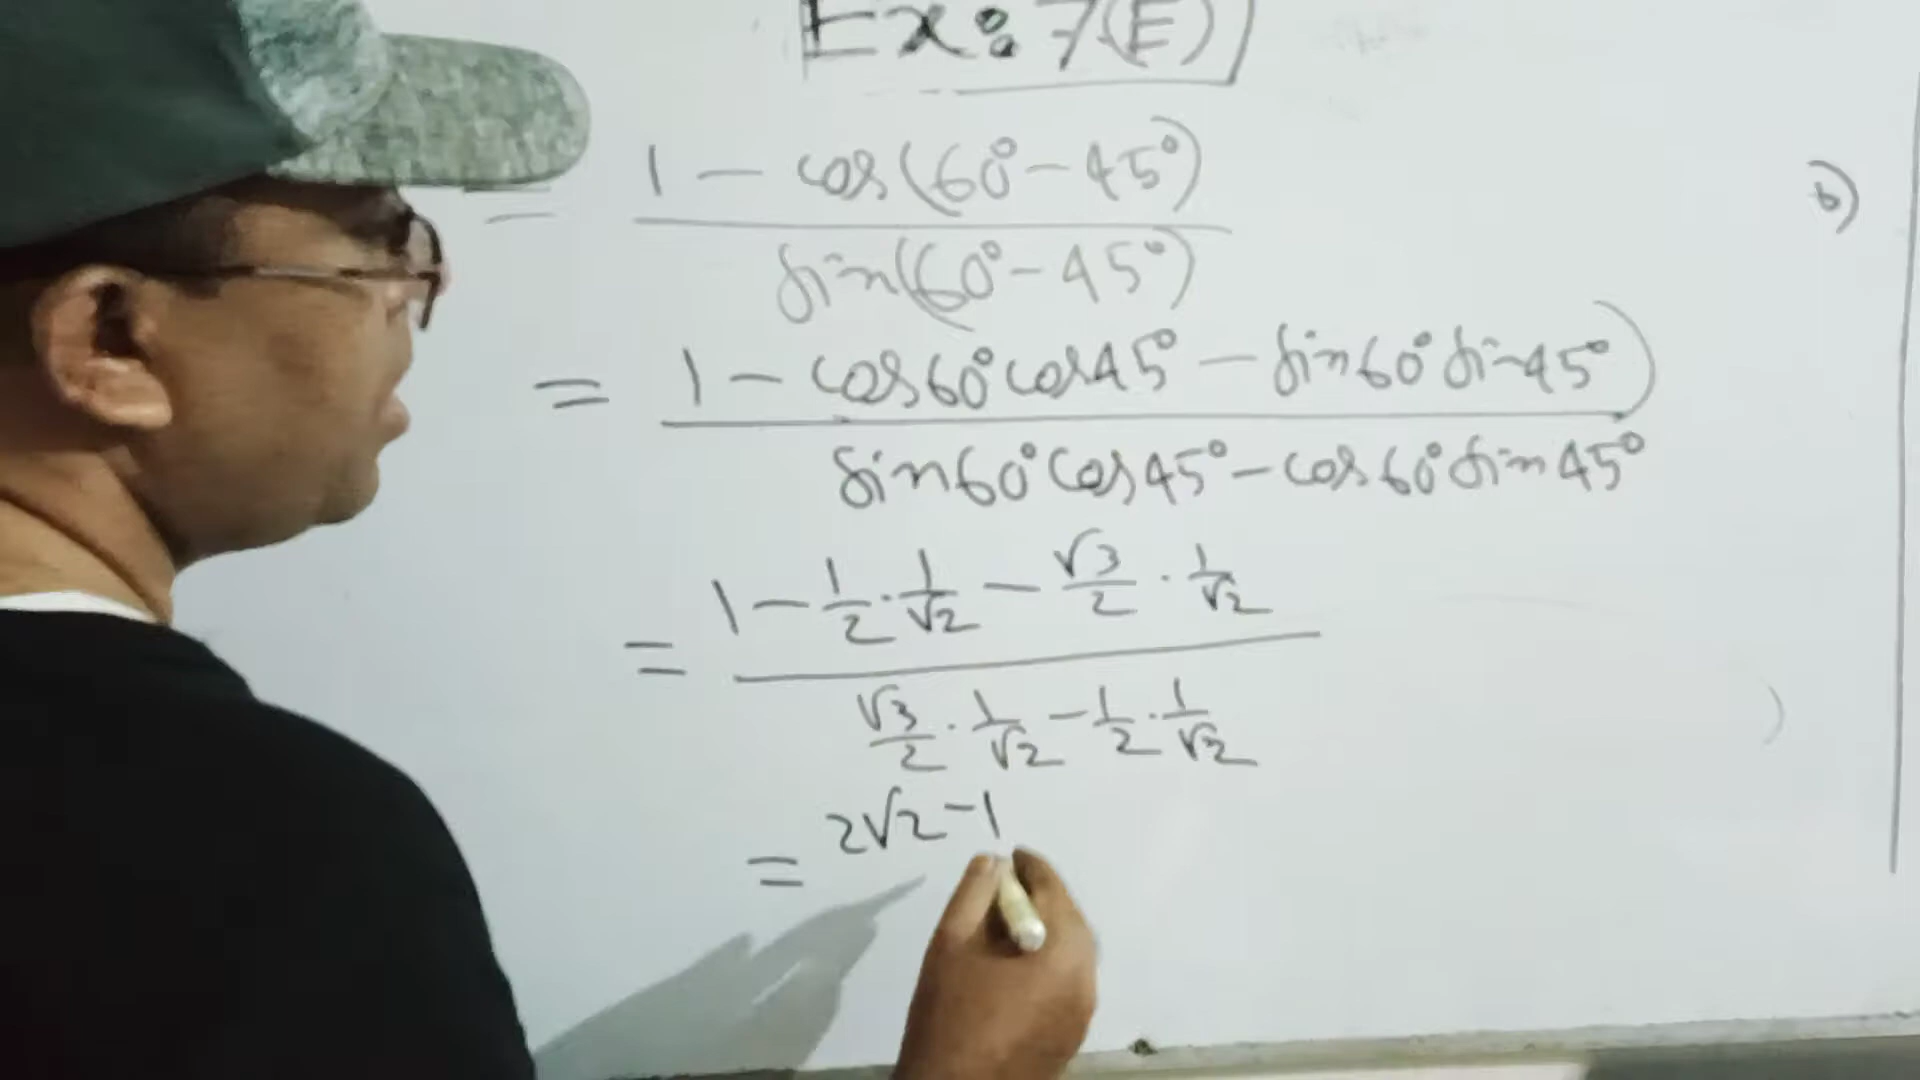 Ex: 7(E)
b)
= 1 - cos(60° - 45°)
sin(60° - 45°)
= 1 - cos60° cos45° - sin60° sin45°)
sin60° cos45° - cos60° sin45°
= 1 - 1/2 · 1/√2 - √3/2 · 1/√2
√3/2 · 1/√2 - 1/2 · 1/√2
= 2√2 - 1